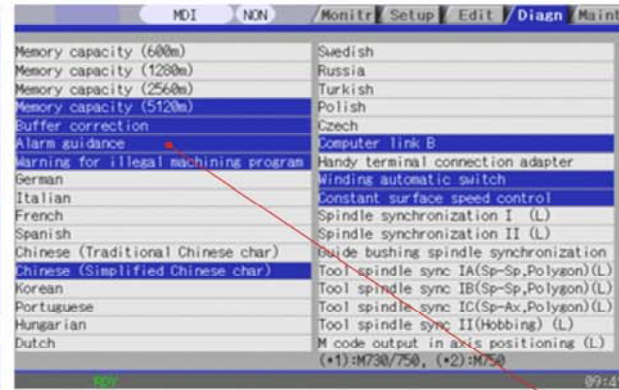 MDI NON Monitr Setup Edit Diagn Maint
Memory capacity (600m)
Memory capacity (1280m)
Memory capacity (2560m)
Memory capacity (5120m)
Buffer correction
Alarm guidance
Warning for illegal machining program
German
Italian
French
Spanish
Chinese (Traditional Chinese char)
Chinese (Simplified Chinese char)
Korean
Portuguese
Hungarian
Dutch
Swedish
Russia
Turkish
Polish
Czech
Computer link B
Handy terminal connection adapter
Winding automatic switch
Constant surface speed control
Spindle synchronization I (L)
Spindle synchronization II (L)
Guide bushing spindle synchronization
Tool spindle sync IA(Sp-Sp,Polygon)(L)
Tool spindle sync IB(Sp-Sp,Polygon)(L)
Tool spindle sync IC(Sp-Ax,Polygon)(L)
Tool spindle sync II(Hobbing) (L)
M code output in axis positioning (L)
(*1):M730/750, (*2):M750
RDY 09:4